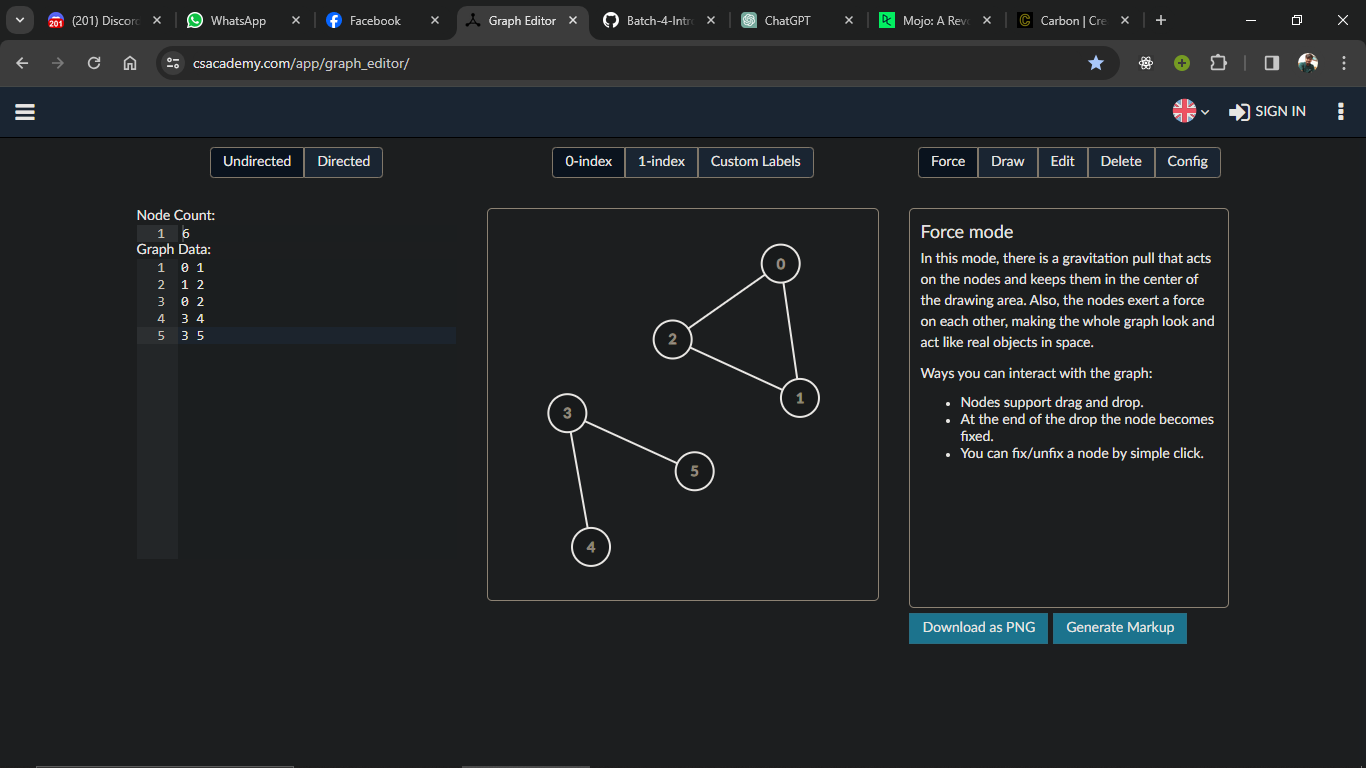 (201) Discord
WhatsApp
Facebook
Graph Editor
Batch-4-Intro
ChatGPT
Mojo: A Rev
Carbon | Cre
csacademy.com/app/graph_editor/
SIGN IN
Undirected Directed
0-index 1-index Custom Labels
Force Draw Edit Delete Config
Node Count:
1 6
Graph Data:
1 0 1
2 1 2
3 0 2
4 3 4
5 3 5
0
2
1
3
5
4
Force mode
In this mode, there is a gravitation pull that acts
on the nodes and keeps them in the center of
the drawing area. Also, the nodes exert a force
on each other, making the whole graph look and
act like real objects in space.
Ways you can interact with the graph:
• Nodes support drag and drop.
• At the end of the drop the node becomes
fixed.
• You can fix/unfix a node by simple click.
Download as PNG Generate Markup